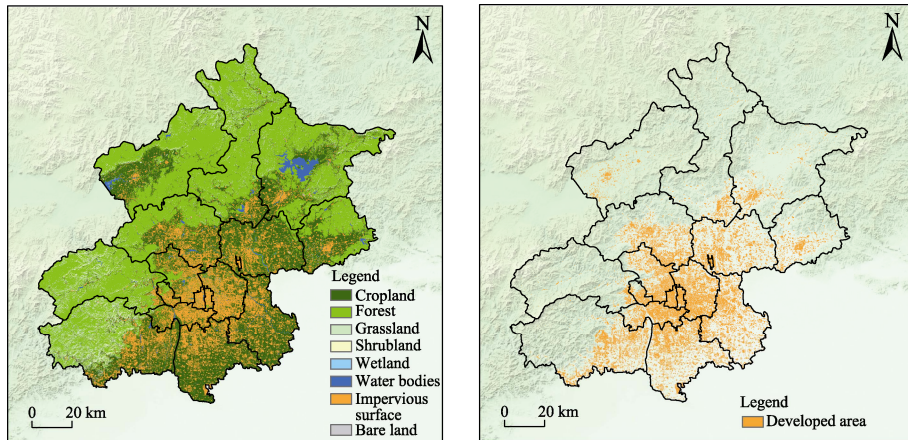 N
Legend
Cropland
Forest
Grassland
Shrubland
Wetland
Water bodies
Impervious
surface
Bare land
0 20 km
N
Legend
Developed area
0 20 km